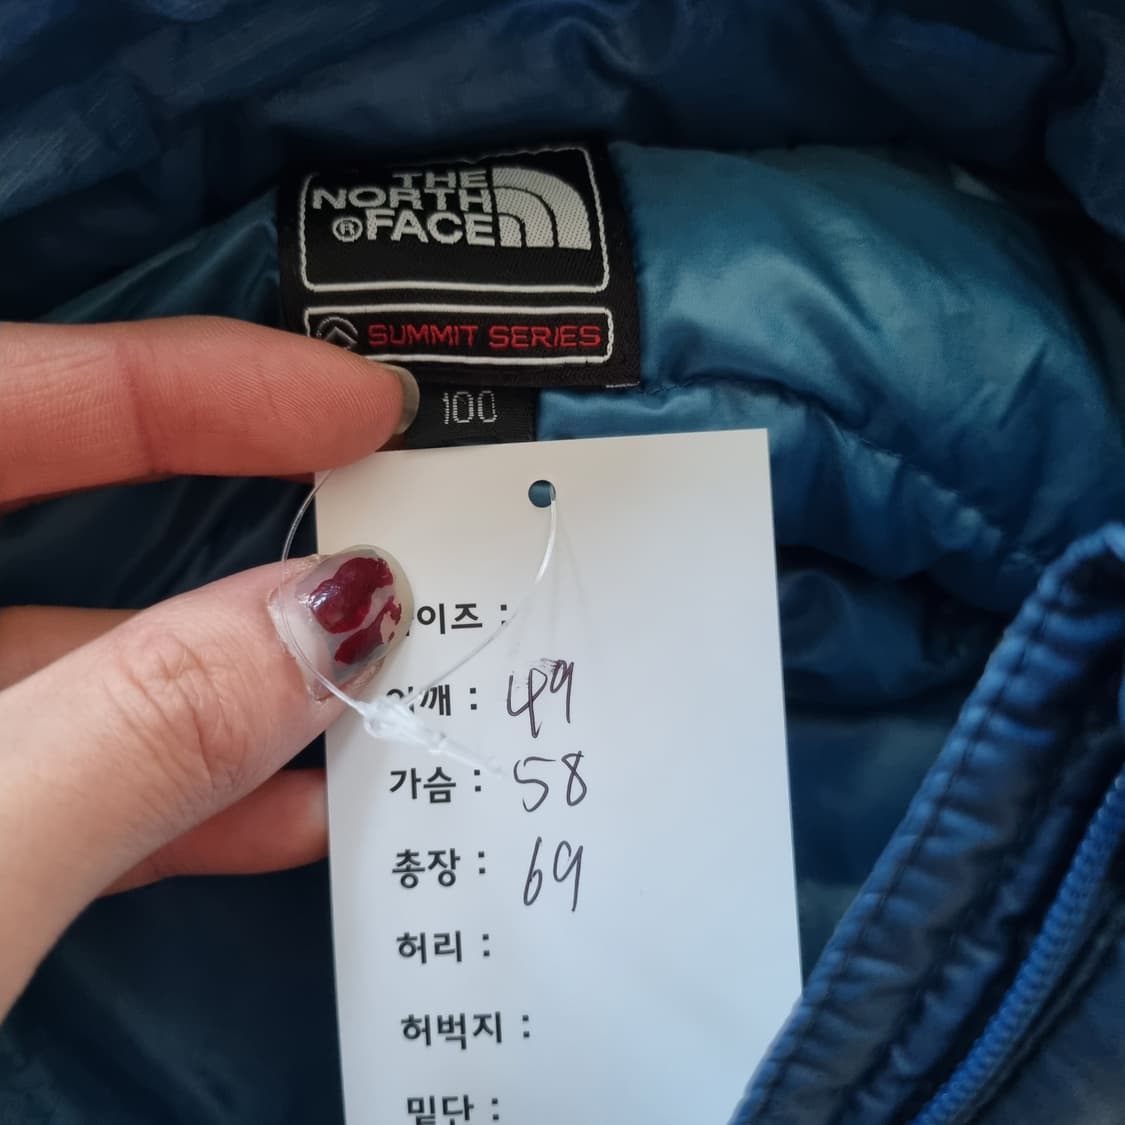 THE
NORTH
®FACE
SUMMIT SERIES
100
이즈 :
어깨 : 49
가슴 : 58
총장 : 69
허리 :
허벅지 :
밑단 :